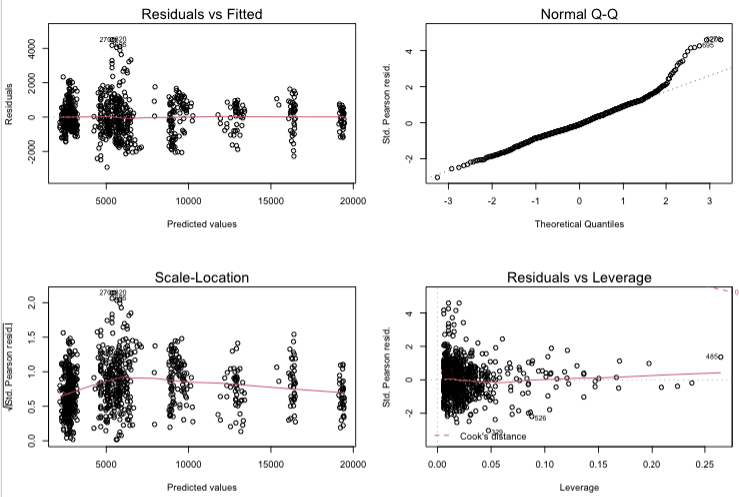 Residuals vs Fitted
Residuals
4000
2000
0
-2000
5000 10000 15000 20000
Predicted values
Normal Q-Q
Std. Pearson resid.
4
2
0
-2
-3 -2 -1 0 1 2 3
Theoretical Quantiles
Scale-Location
√|Std. Pearson resid.|
2.0
1.5
1.0
0.5
0.0
5000 10000 15000 20000
Predicted values
Residuals vs Leverage
Std. Pearson resid.
4
2
0
-2
485
526
Cook's distance
0.00 0.05 0.10 0.15 0.20 0.25
Leverage